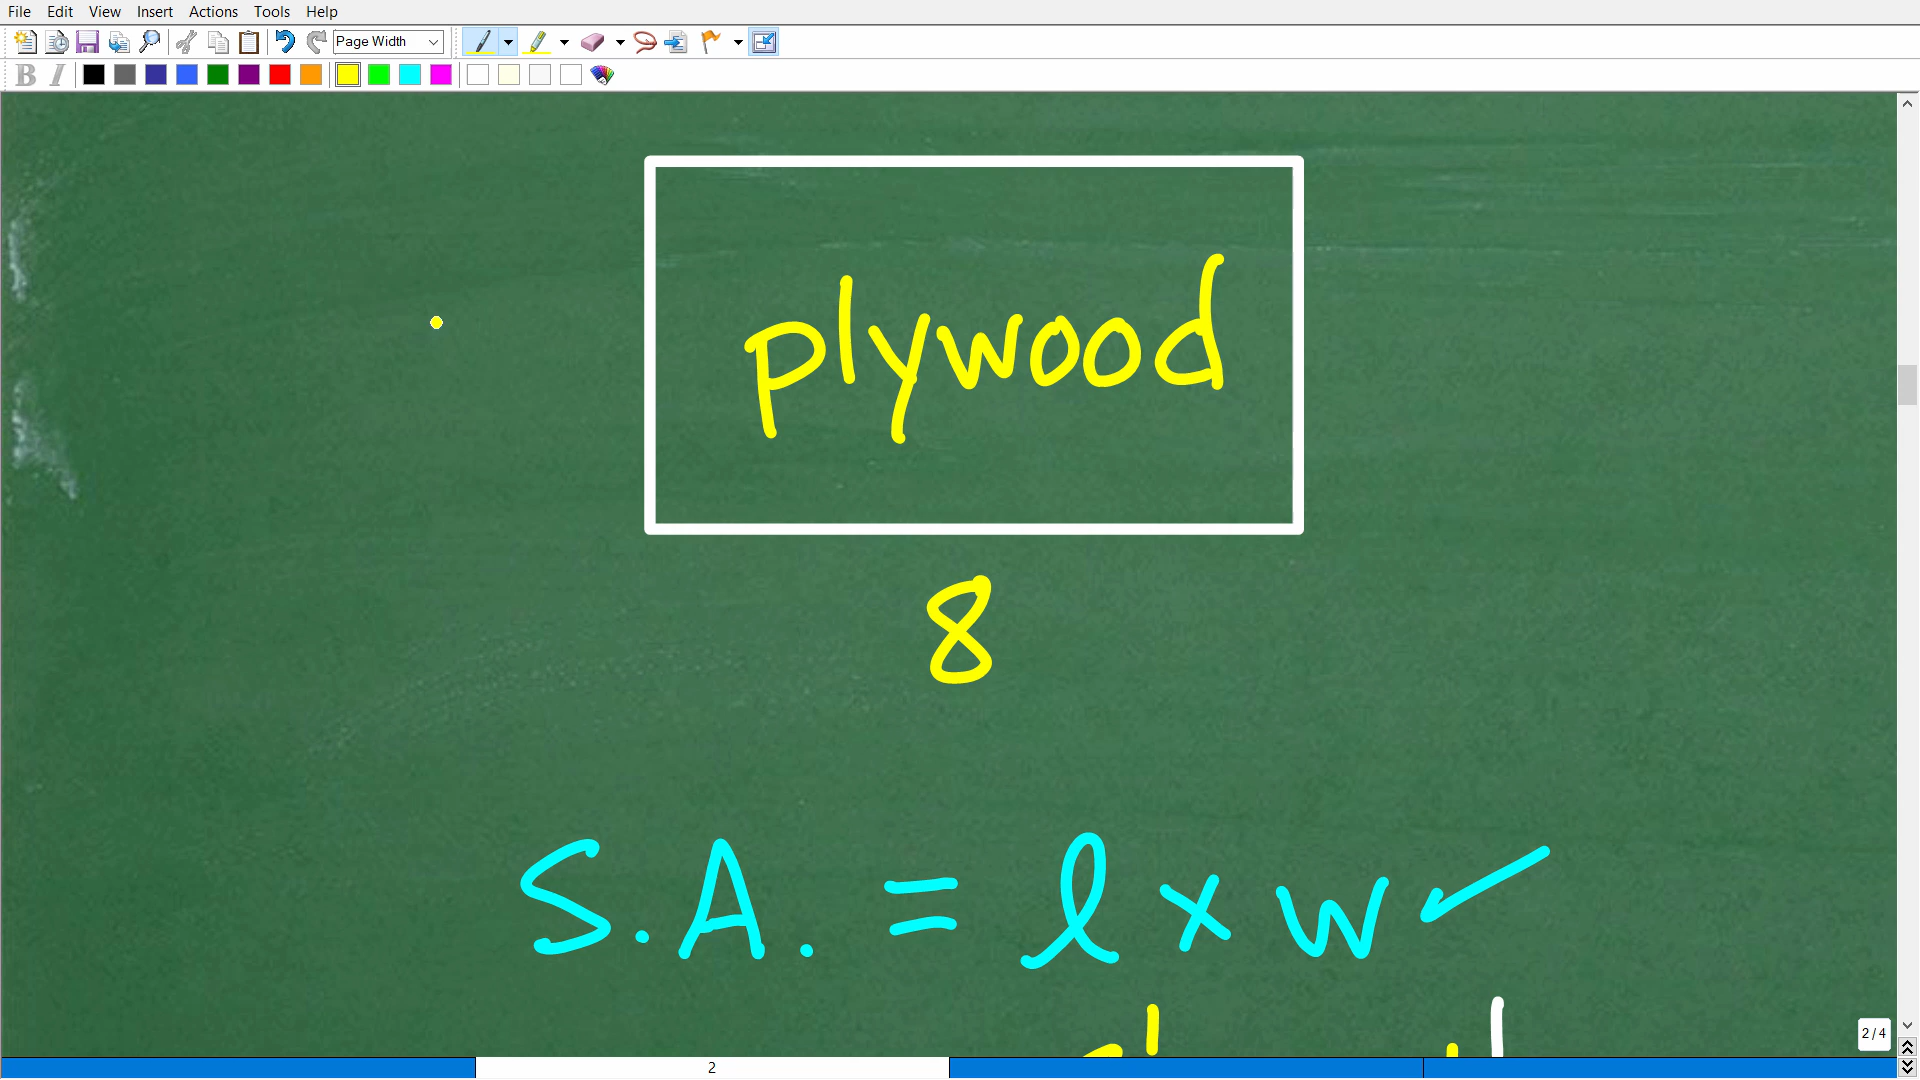 File Edit View Insert Actions Tools Help
Page Width
B I
plywood
8
S.A. = l x w ✓
2 / 4
2